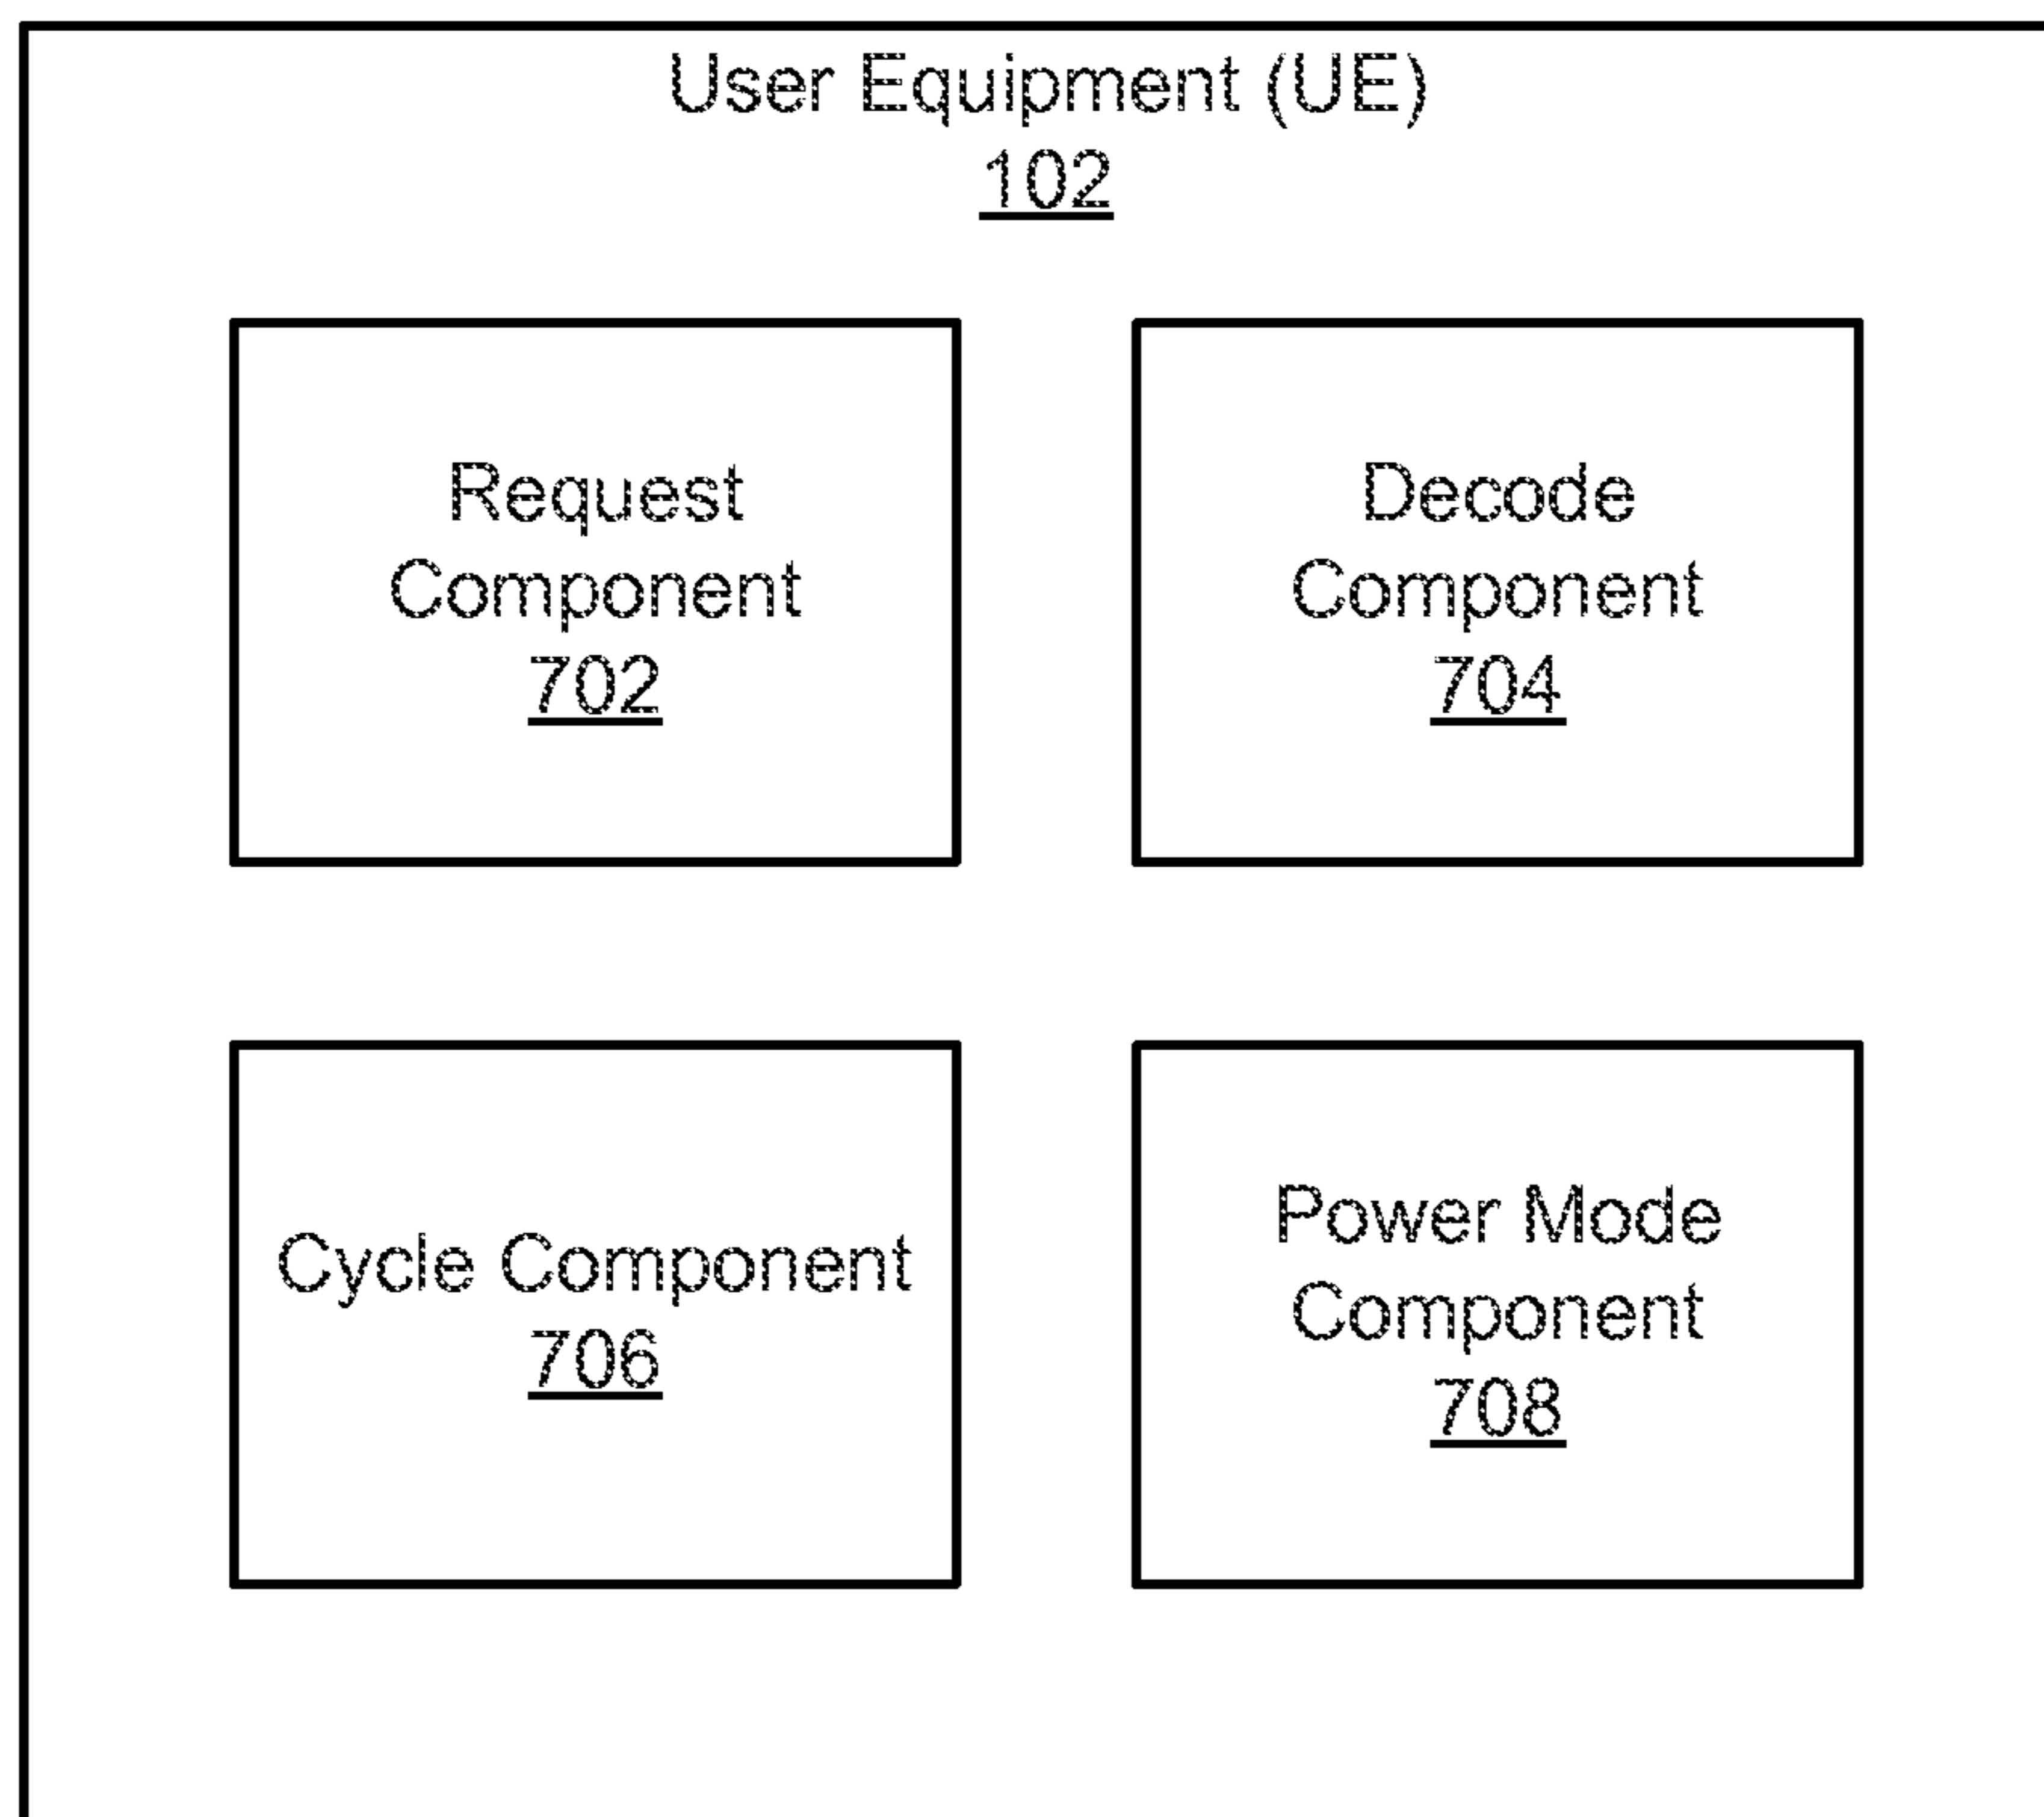 User Equipment (UE)
102
Request
Component
702
Decode
Component
704
Cycle Component
706
Power Mode
Component
708